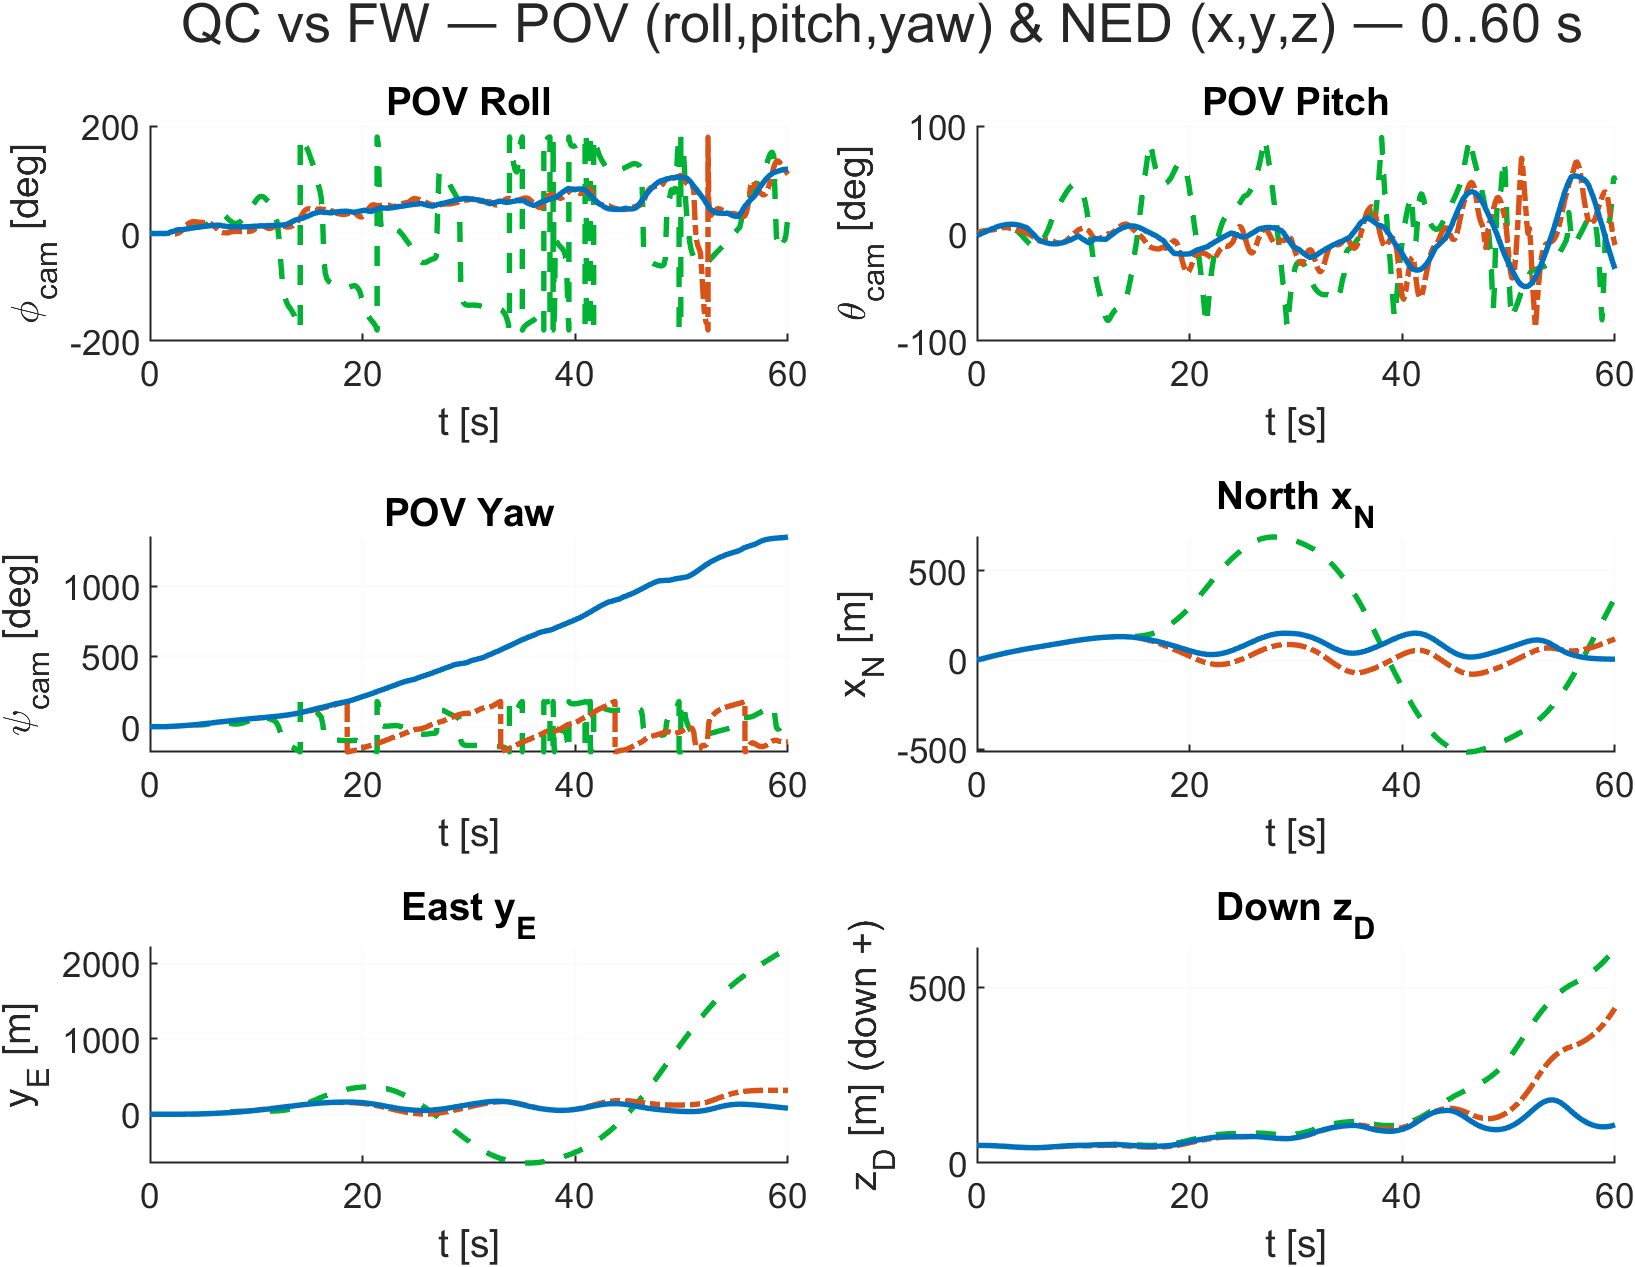 QC vs FW — POV (roll,pitch,yaw) & NED (x,y,z) — 0..60 s
POV Roll
ϕcam [deg]
200
0
-200
0 20 40 60
t [s]
POV Pitch
θcam [deg]
100
0
-100
0 20 40 60
t [s]
POV Yaw
ψcam [deg]
1000
500
0
0 20 40 60
t [s]
North xN
xN [m]
500
0
-500
0 20 40 60
t [s]
East yE
yE [m]
2000
1000
0
0 20 40 60
t [s]
Down zD
zD [m] (down +)
500
0
0 20 40 60
t [s]